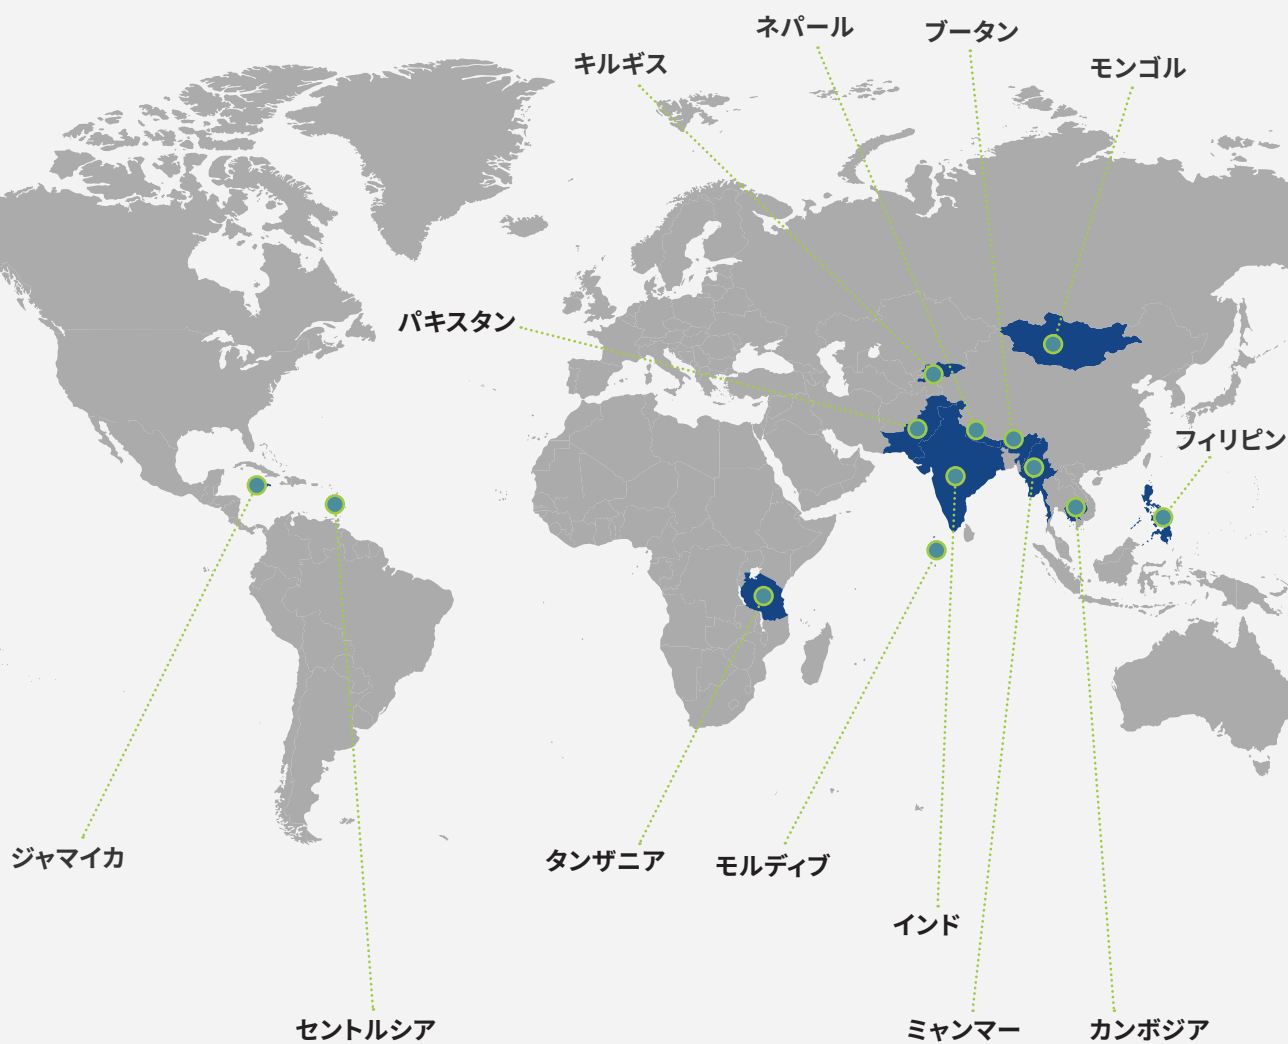 ネパール
ブータン
キルギス
モンゴル
パキスタン
フィリピン
ジャマイカ
タンザニア
モルディブ
インド
セントルシア
ミャンマー
カンボジア